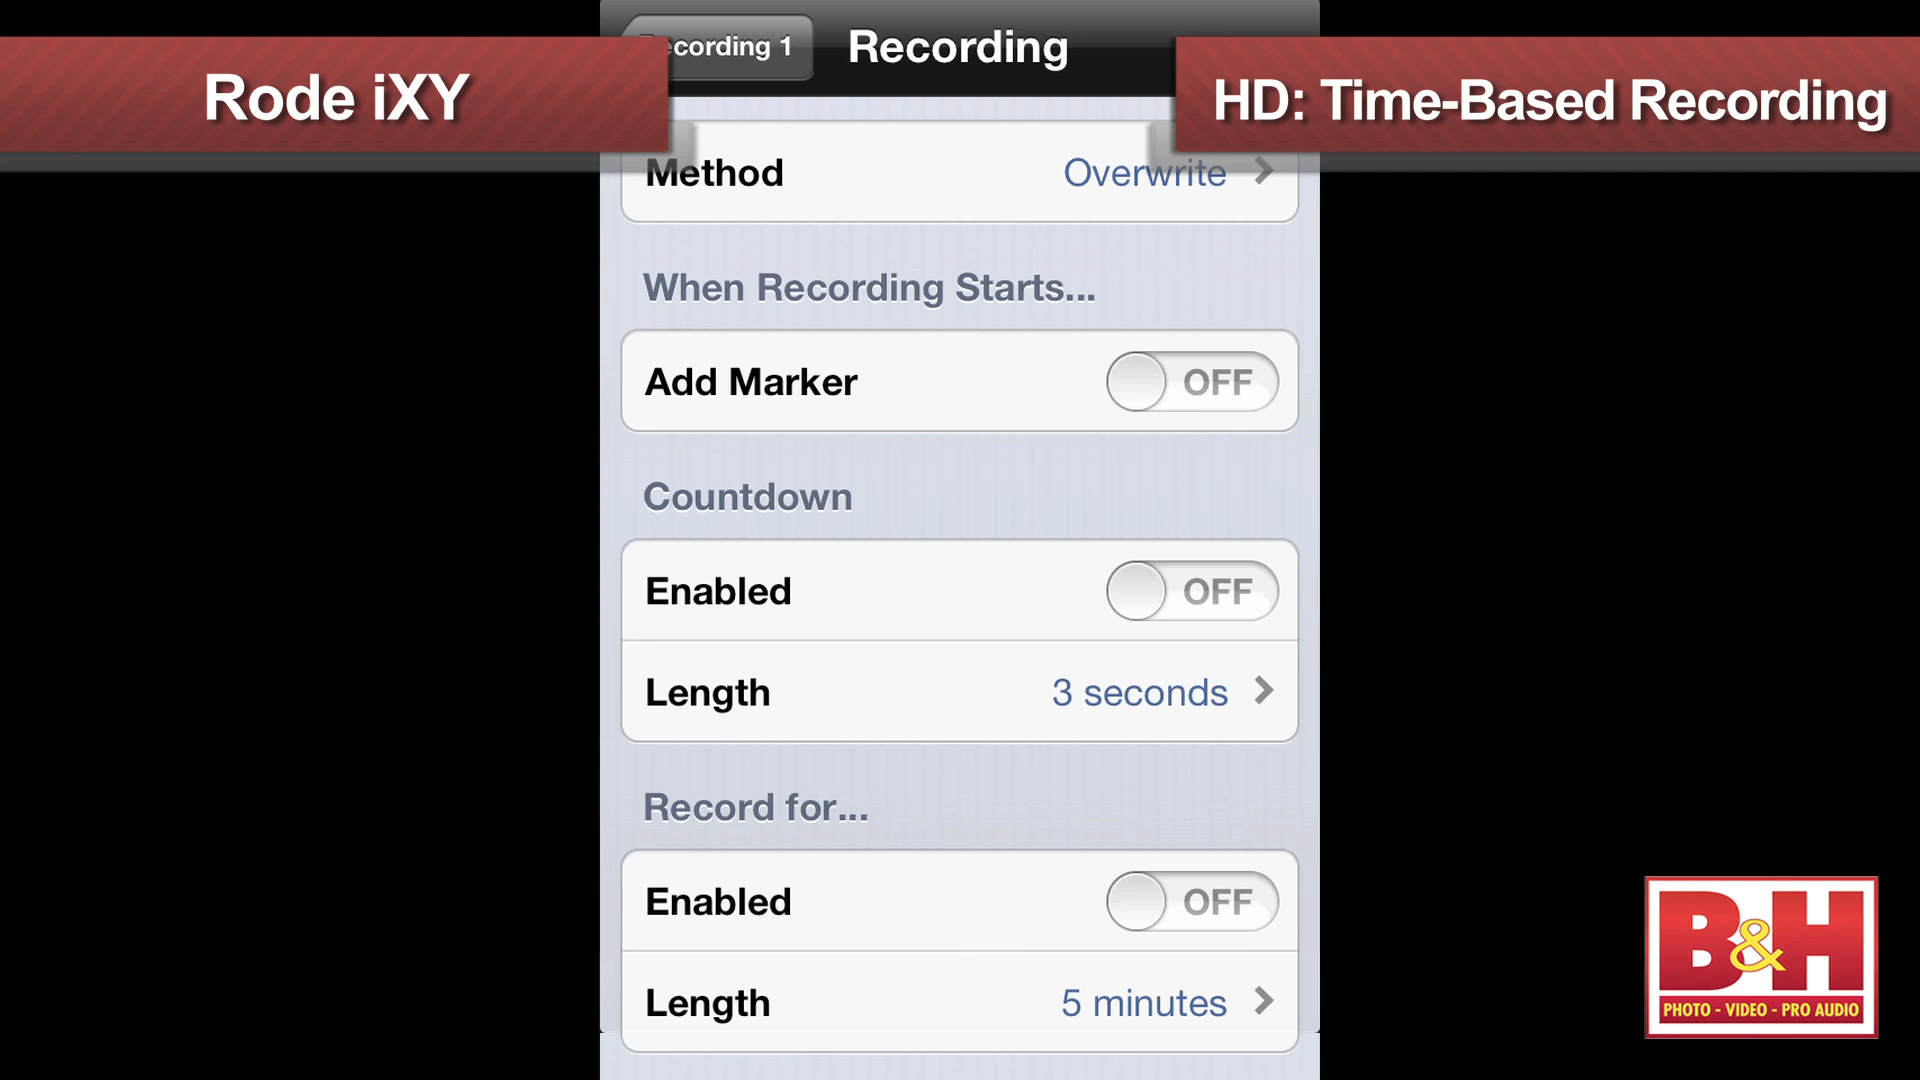 Recording 1
Recording
Rode iXY
HD: Time-Based Recording
Method
Overwrite
When Recording Starts...
Add Marker
OFF
Countdown
Enabled
OFF
Length
3 seconds
Record for...
Enabled
OFF
Length
5 minutes
B&H
PHOTO - VIDEO - PRO AUDIO